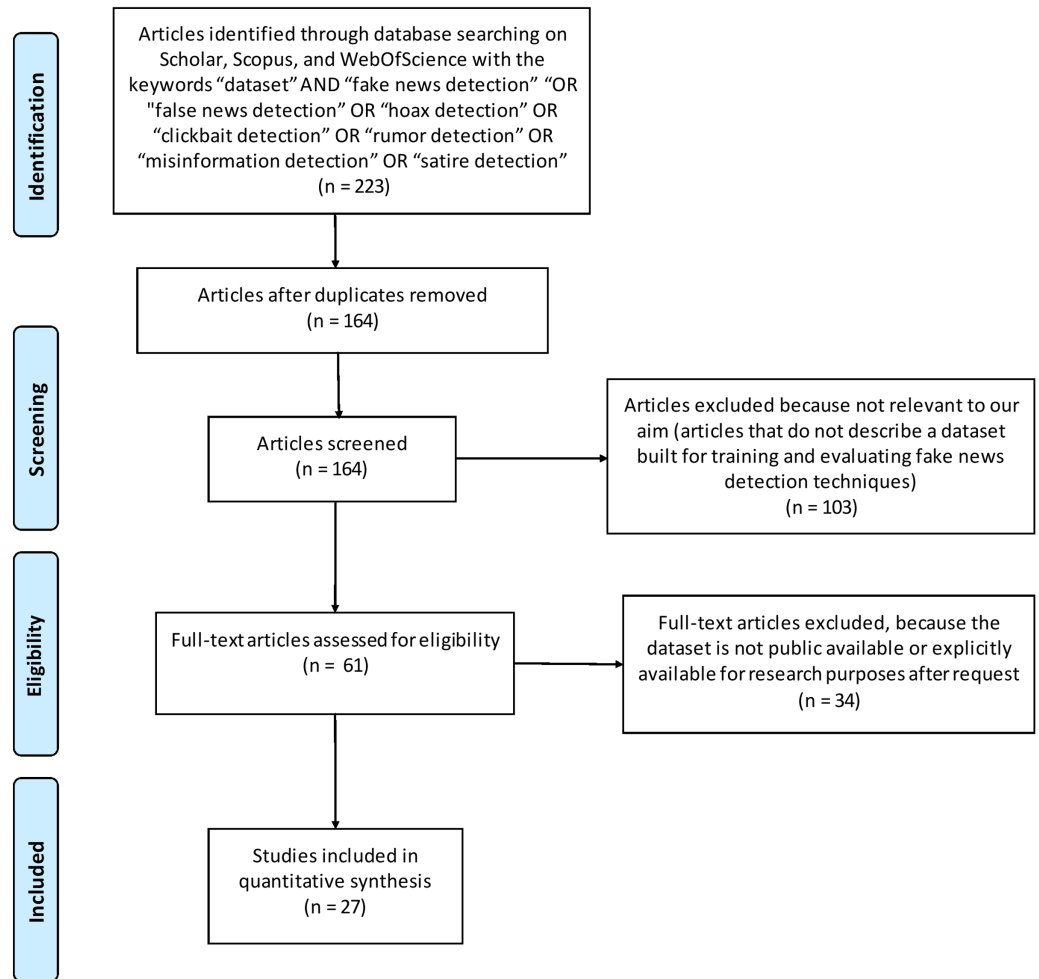 Identification
Articles identified through database searching on
Scholar, Scopus, and WebOfScience with the
keywords “dataset” AND “fake news detection” “OR
"false news detection” OR “hoax detection” OR
“clickbait detection” OR “rumor detection” OR
“misinformation detection” OR “satire detection”
(n = 223)
Articles after duplicates removed
(n = 164)
Screening
Articles screened
(n = 164)
Articles excluded because not relevant to our
aim (articles that do not describe a dataset
built for training and evaluating fake news
detection techniques)
(n = 103)
Eligibility
Full-text articles assessed for eligibility
(n = 61)
Full-text articles excluded, because the
dataset is not public available or explicitly
available for research purposes after request
(n = 34)
Included
Studies included in
quantitative synthesis
(n = 27)